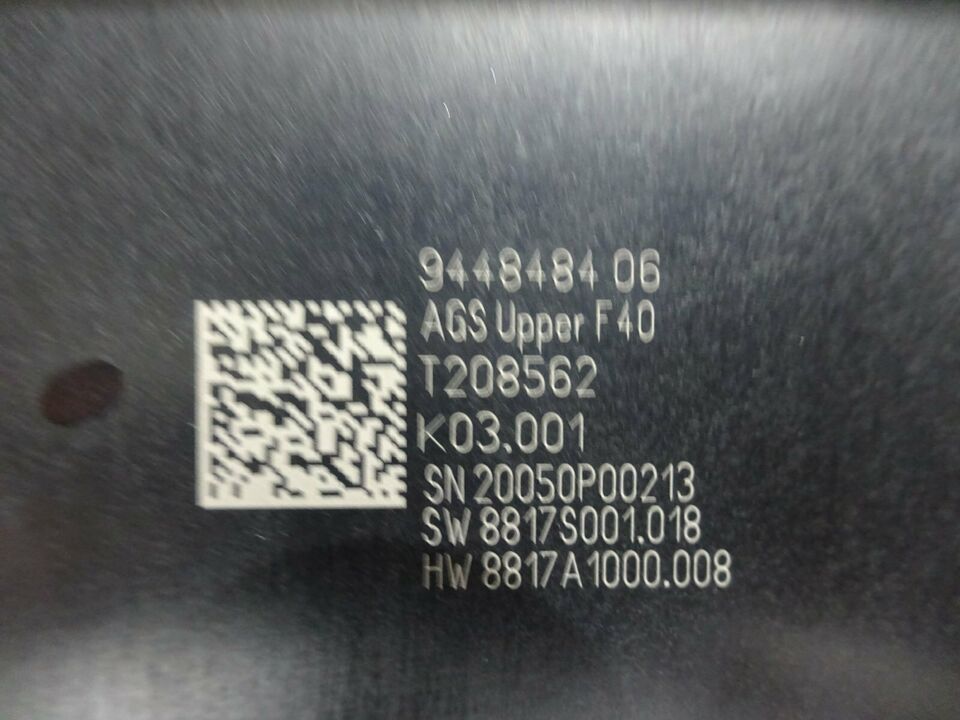 9448484 06
AGS Upper F40
T208562
K03.001
SN 20050P00213
SW 8817S001.018
HW 8817A1000.008